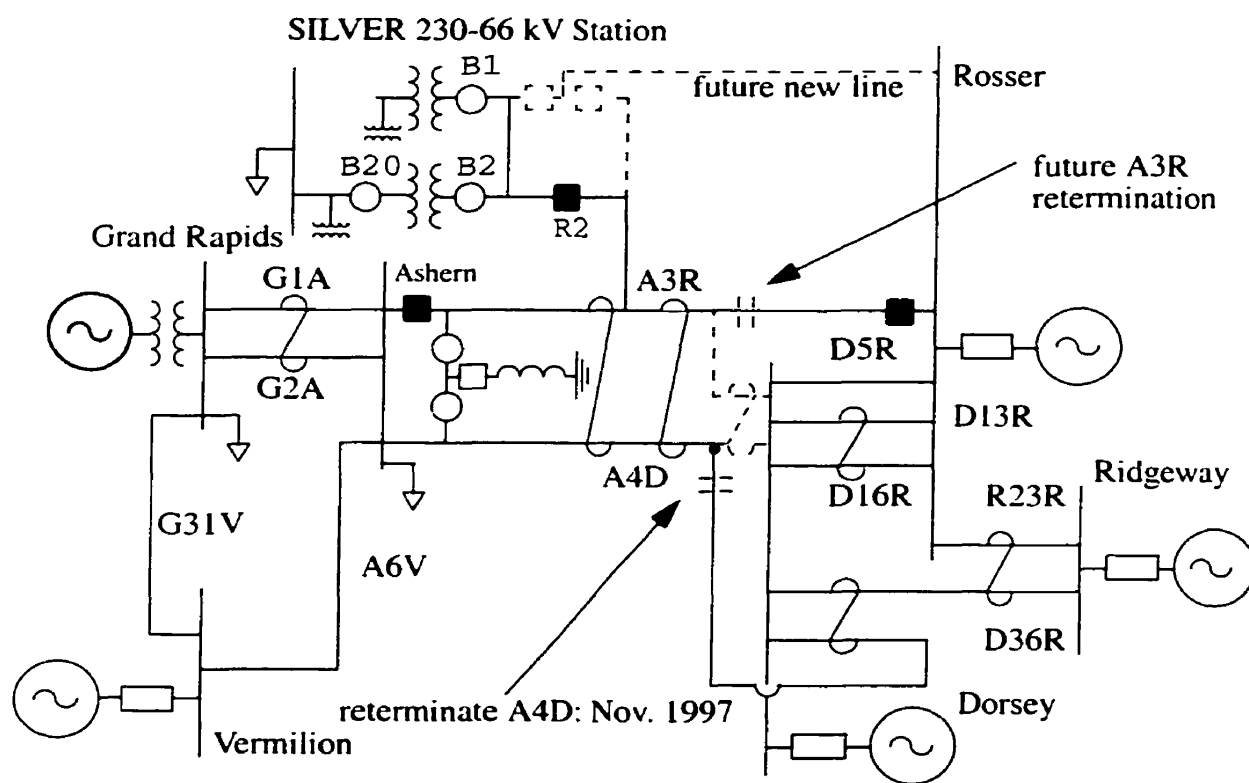 SILVER 230-66 kV Station
B1
future new line
Rosser
B20
B2
R2
future A3R
retermination
Grand Rapids
G1A
Ashern
A3R
G2A
D5R
D13R
A4D
D16R
R23R
Ridgeway
G31V
A6V
D36R
reterminate A4D: Nov. 1997
Dorsey
Vermilion